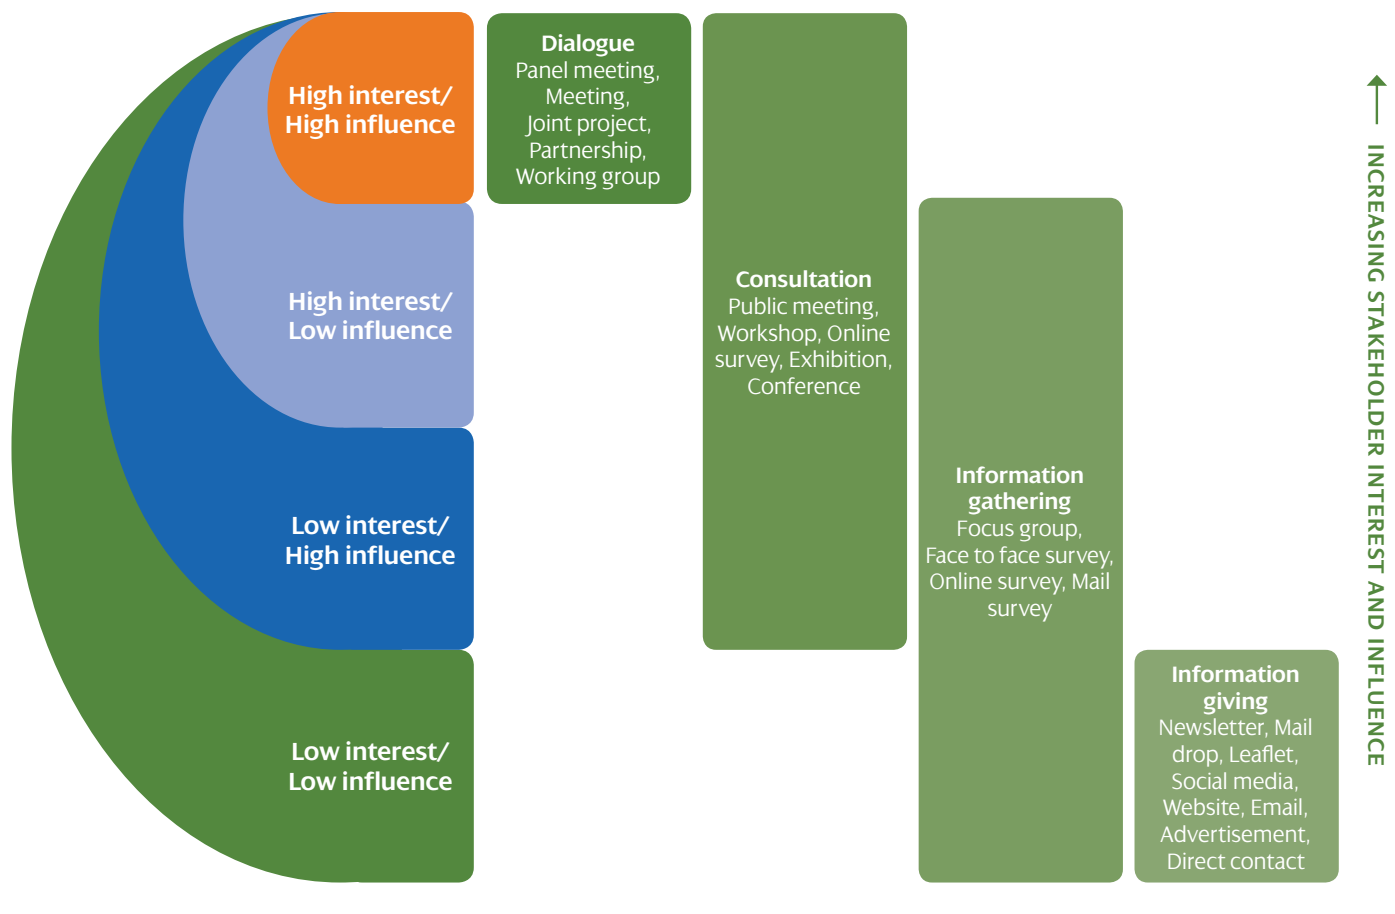 High interest/
High influence
High interest/
Low influence
Low interest/
High influence
Low interest/
Low influence
Dialogue
Panel meeting,
Meeting,
Joint project,
Partnership,
Working group
Consultation
Public meeting,
Workshop, Online
survey, Exhibition,
Conference
Information
gathering
Focus group,
Face to face survey,
Online survey, Mail
survey
Information
giving
Newsletter, Mail
drop, Leaflet,
Social media,
Website, Email,
Advertisement,
Direct contact
INCREASING STAKEHOLDER INTEREST AND INFLUENCE